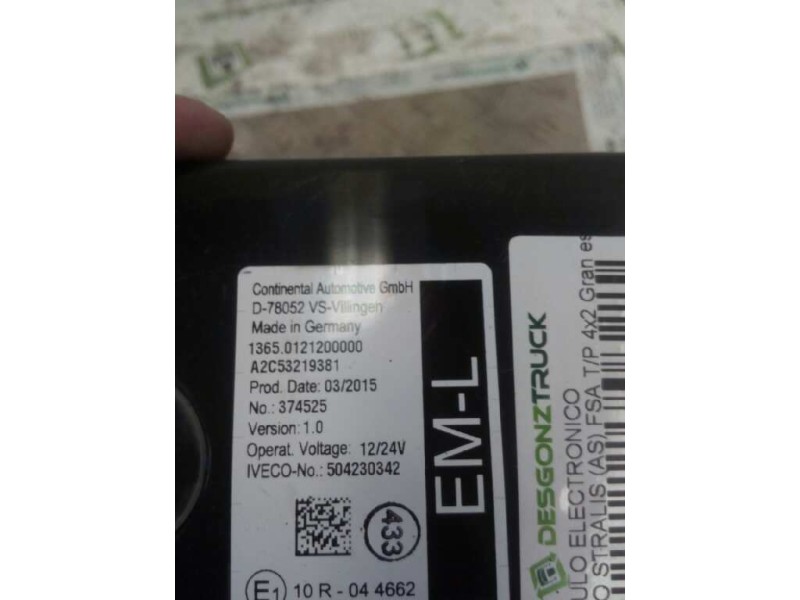 Continental Automotive GmbH
D-78052 VS-Villingen
Made in Germany
1365.0121200000
A2C53219381
Prod. Date: 03/2015
No.: 374525
Version: 1.0
Operat. Voltage: 12/24V
IVECO-No.: 504230342
433
E1 10 R - 04 4662
EM-L
DESGONZTRUCK
ULO ELECTRONICO
O STRALIS (AS) FSA T/P 4x2 Gran es